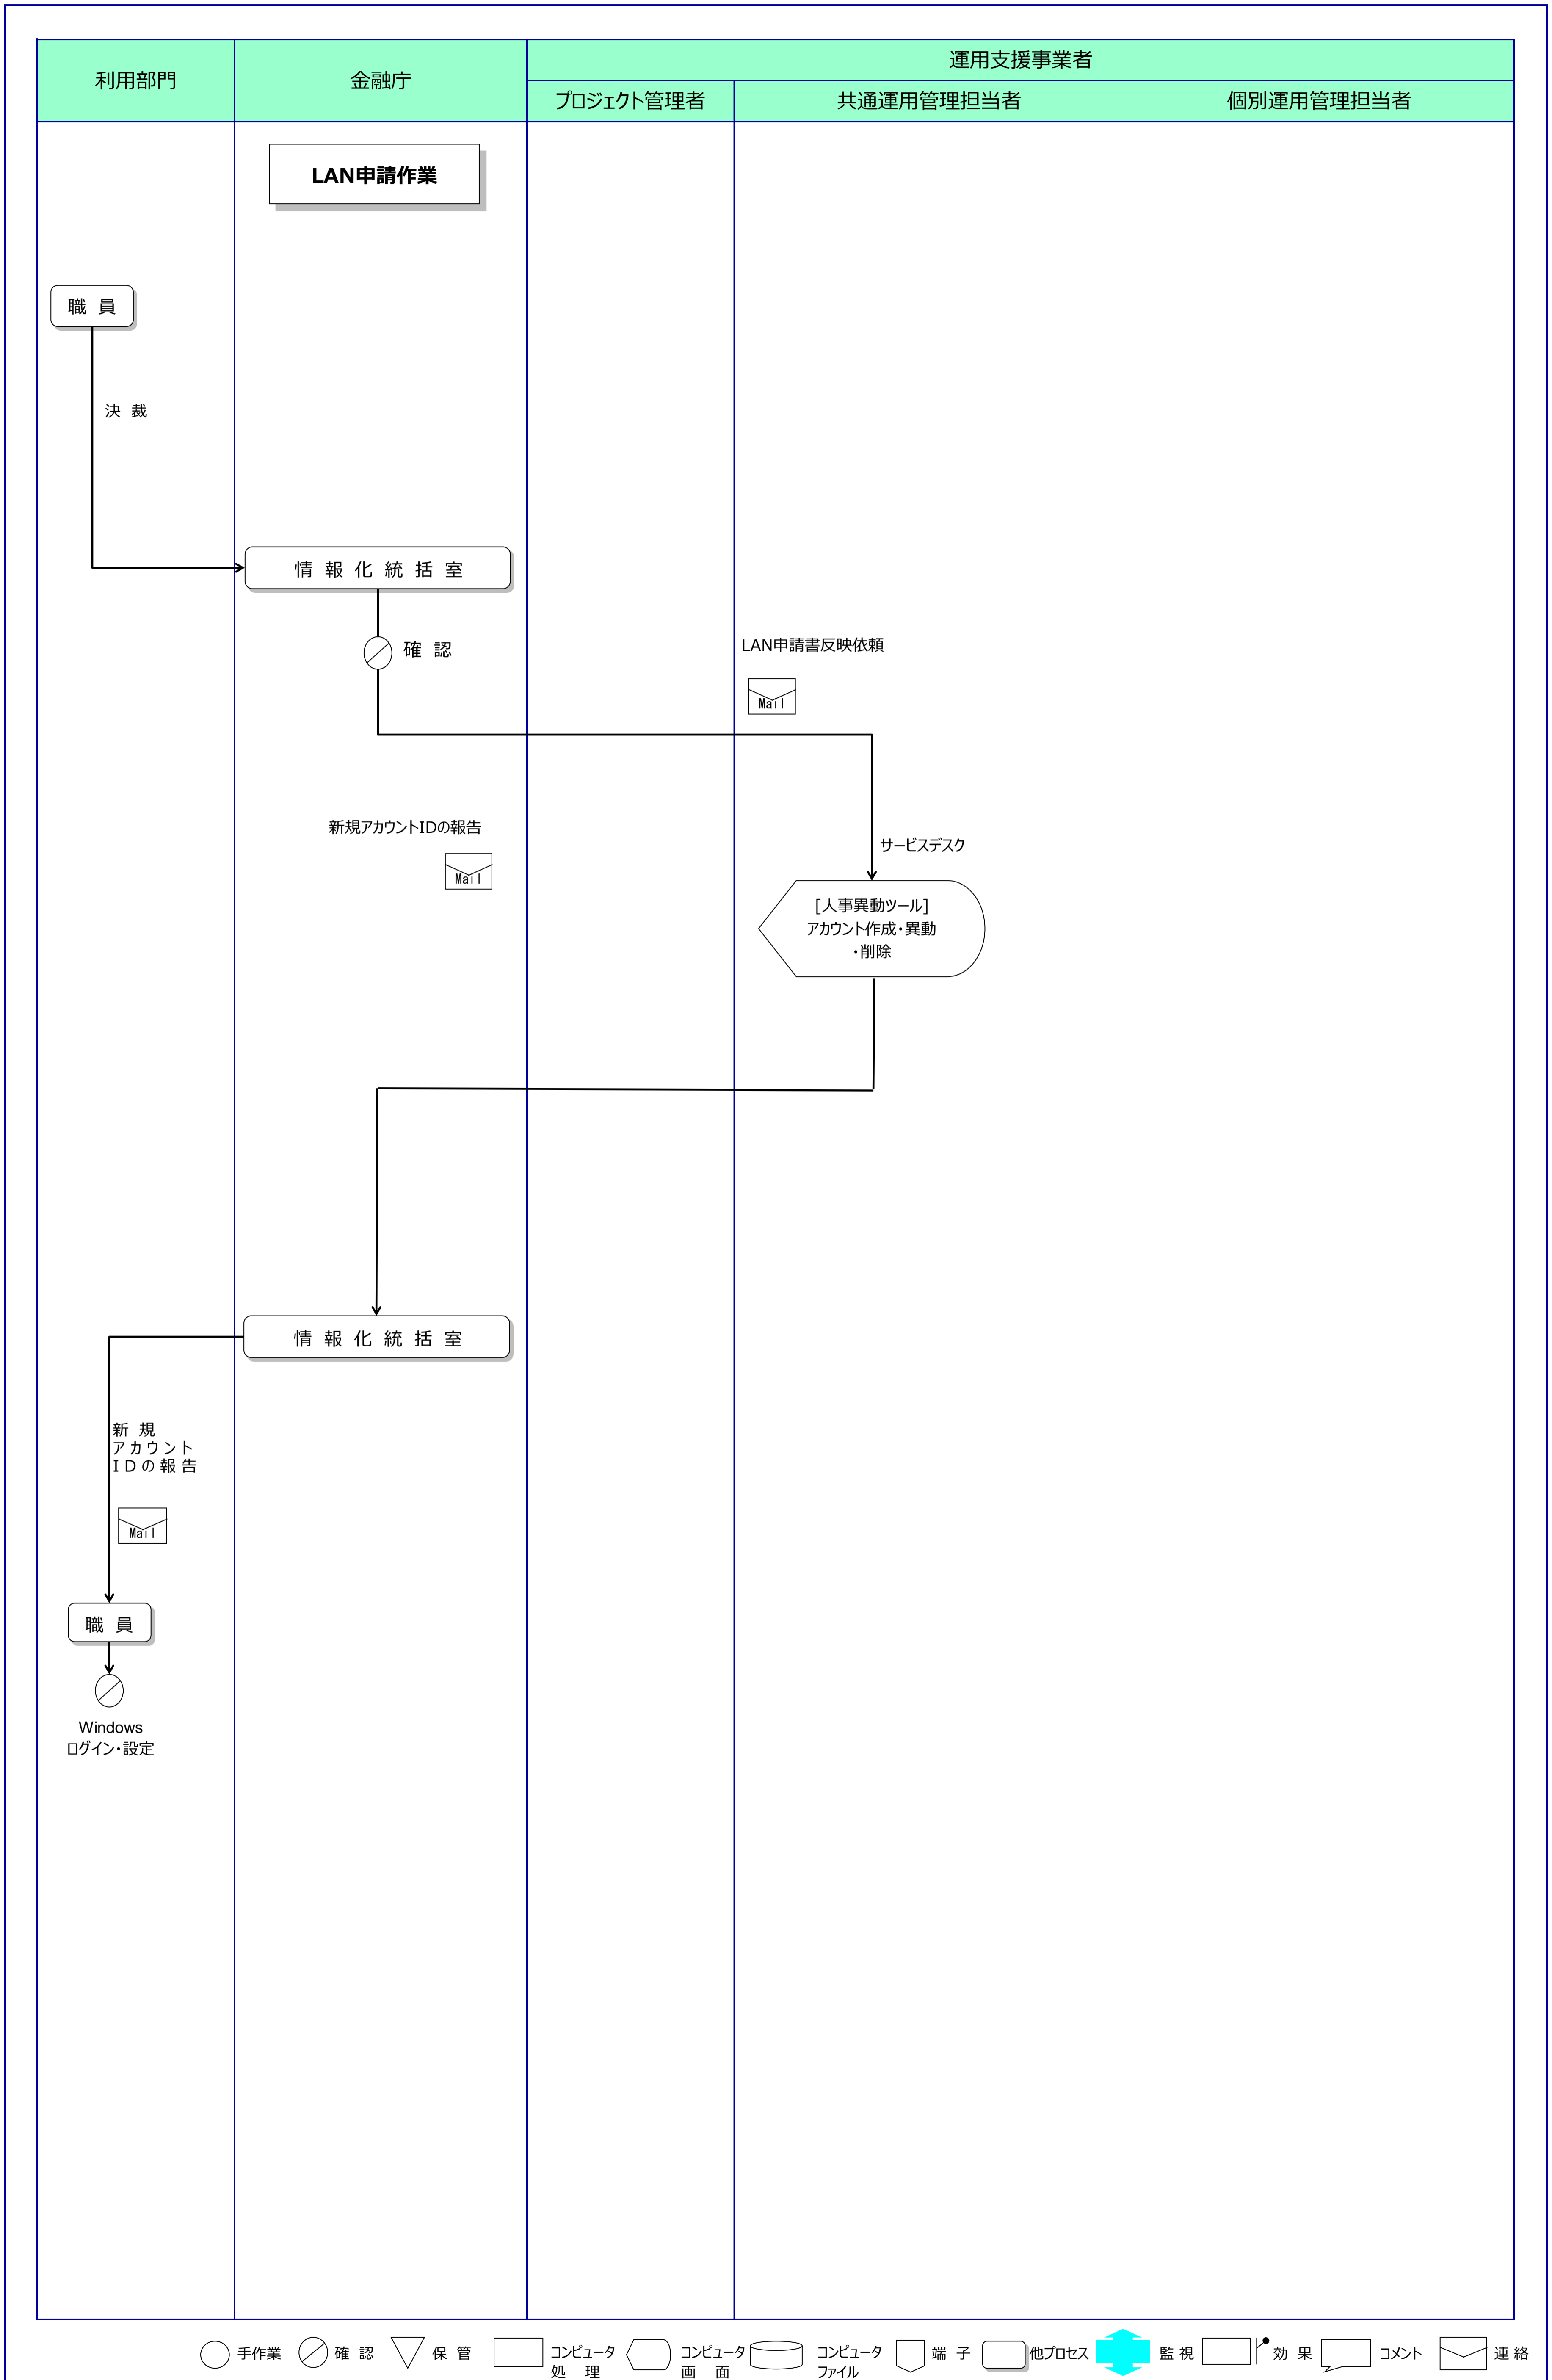 利用部門
金融庁
運用支援事業者
プロジェクト管理者
共通運用管理担当者
個別運用管理担当者
LAN申請作業
職 員
決 裁
情 報 化 統 括 室
確 認
LAN申請書反映依頼
Mail
新規アカウントIDの報告
Mail
サービスデスク
[人事異動ツール]
アカウント作成・異動
・削除
情 報 化 統 括 室
新 規
アカウント
IDの報告
Mail
職 員
Windows
ログイン・設定
手作業
確 認
保 管
コンピュータ
処 理
コンピュータ
画 面
コンピュータ
ファイル
端 子
他プロセス
監 視
効 果
コメント
連 絡